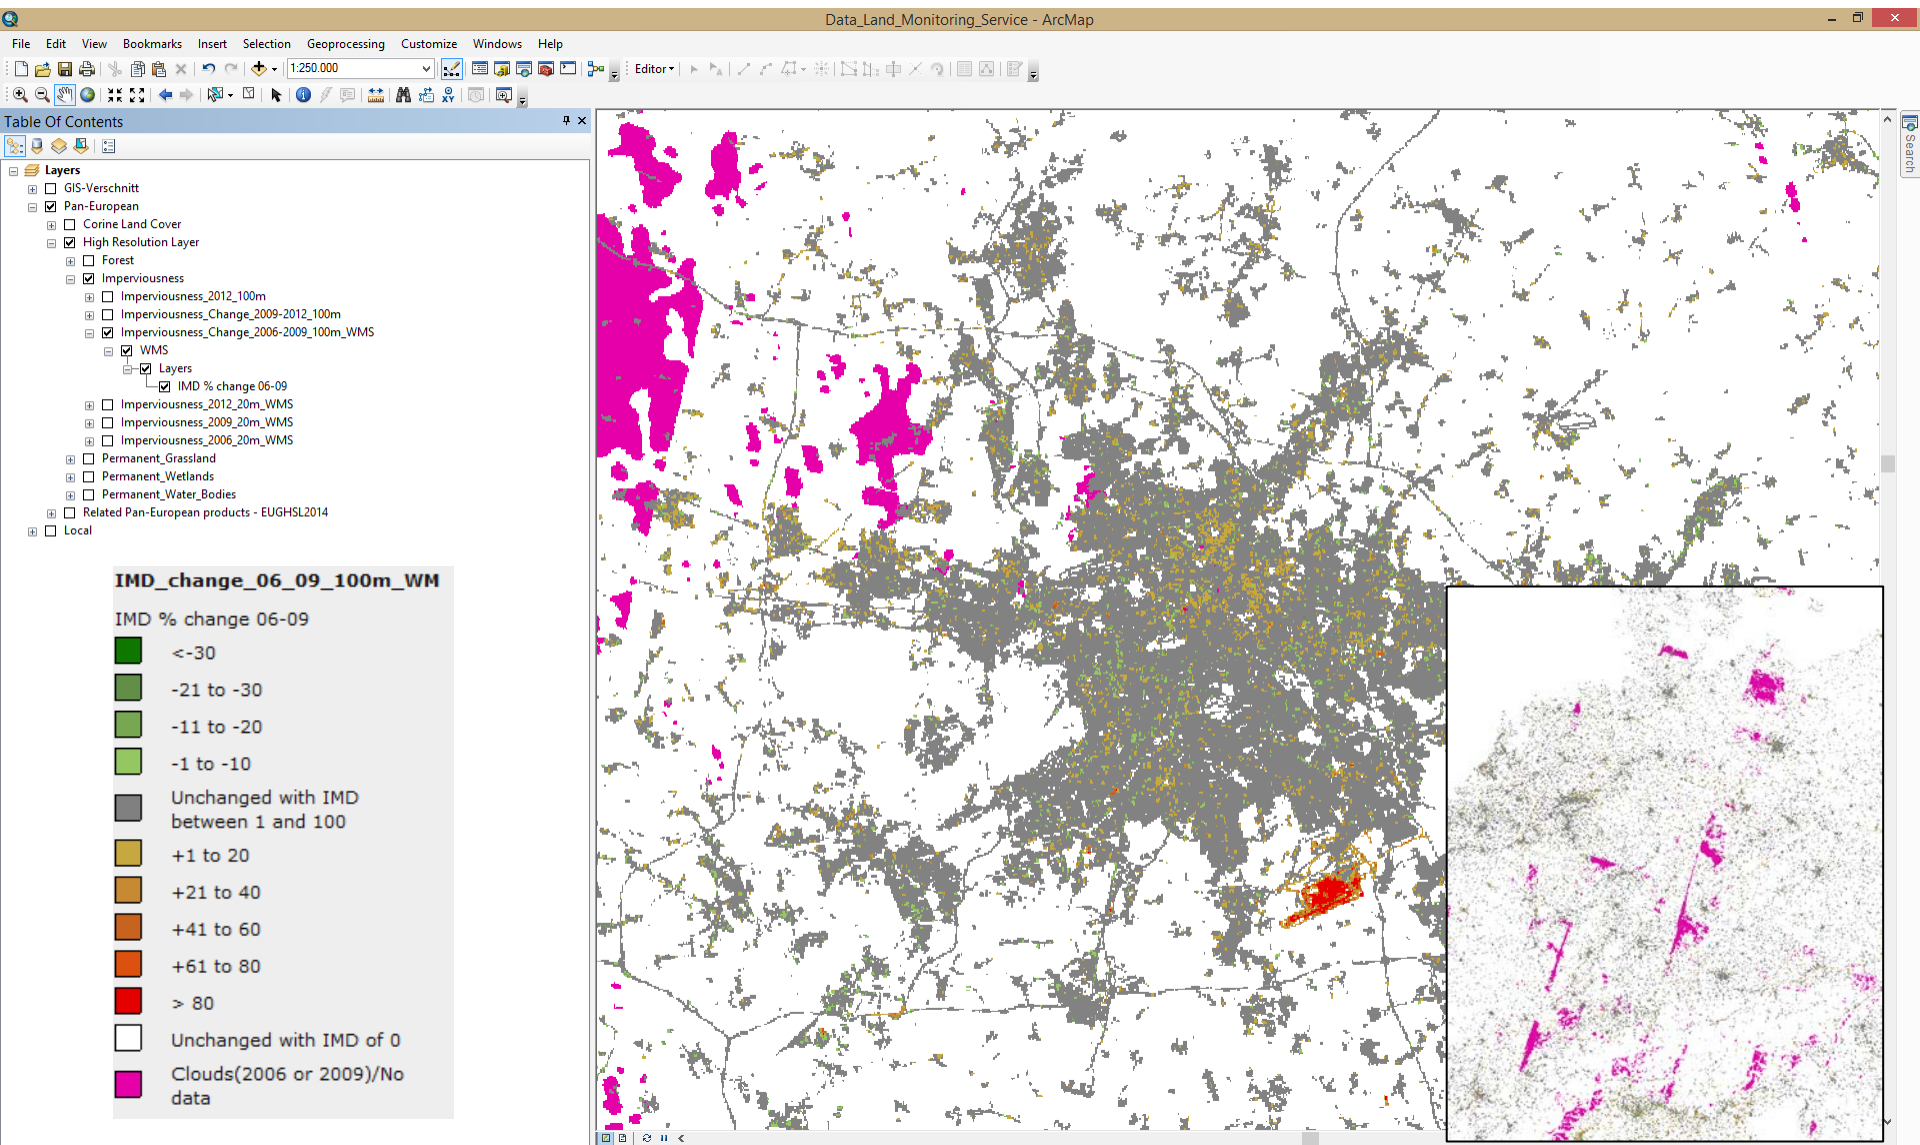 Data_Land_Monitoring_Service - ArcMap
File Edit View Bookmarks Insert Selection Geoprocessing Customize Windows Help
1:250.000
Editor
XY
Table Of Contents
Layers
GIS-Verschnitt
Pan-European
Corine Land Cover
High Resolution Layer
Forest
Imperviousness
Imperviousness_2012_100m
Imperviousness_Change_2009-2012_100m
Imperviousness_Change_2006-2009_100m_WMS
WMS
Layers
IMD % change 06-09
Imperviousness_2012_20m_WMS
Imperviousness_2009_20m_WMS
Imperviousness_2006_20m_WMS
Permanent_Grassland
Permanent_Wetlands
Permanent_Water_Bodies
Related Pan-European products - EUGHSL2014
Local
IMD_change_06_09_100m_WM
IMD % change 06-09
<-30
-21 to -30
-11 to -20
-1 to -10
Unchanged with IMD
between 1 and 100
+1 to 20
+21 to 40
+41 to 60
+61 to 80
> 80
Unchanged with IMD of 0
Clouds(2006 or 2009)/No
data
Search